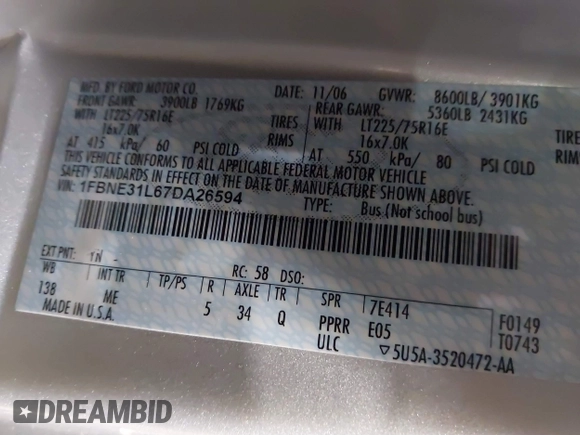 MFD. BY FORD MOTOR CO. DATE: 11/06 GVWR: 8600LB/ 3901KG
FRONT GAWR: 3900LB 1769KG REAR GAWR: 5360LB 2431KG
WITH LT225/75R16E TIRES WITH LT225/75R16E TIRES
16x7.0K RIMS 16x7.0K RIMS
AT 415 kPa/ 60 PSI COLD AT 550 kPa/ 80 PSI COLD
THIS VEHICLE CONFORMS TO ALL APPLICABLE FEDERAL MOTOR VEHICLE
SAFETY STANDARDS IN EFFECT ON THE DATE OF MANUFACTURE SHOWN ABOVE.
VIN: 1FBNE31L67DA26594
TYPE: Bus (Not school bus)
EXT PNT: YN RC: 58 DSO:
WB INT TR TP/PS R AXLE TR SPR 7E414 F0149
138 ME 5 34 Q PPRR E05 T0743
MADE IN U.S.A. ULC ▽5U5A-3520472-AA
DREAMBID